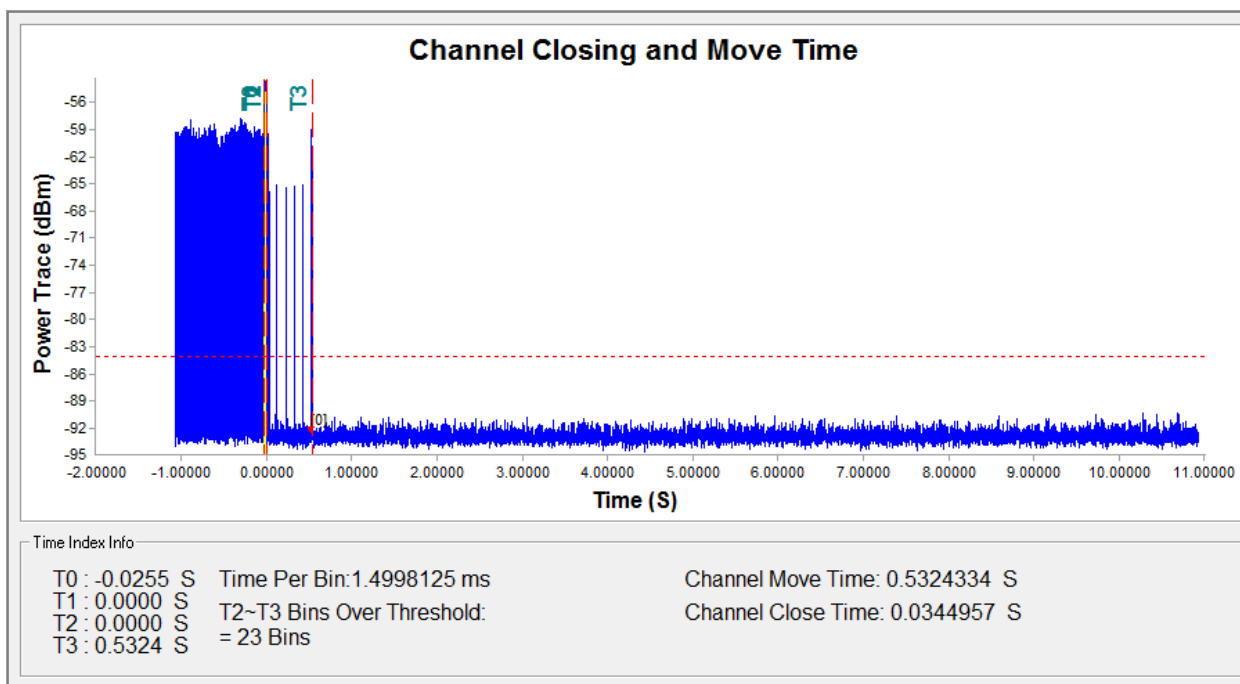 Channel Closing and Move Time
T3
Power Trace (dBm)
-56
-59
-62
-65
-68
-71
-74
-77
-80
-83
-86
-89
-92
-95
-2.00000 -1.00000 0.00000 1.00000 2.00000 3.00000 4.00000 5.00000 6.00000 7.00000 8.00000 9.00000 10.00000 11.00000
Time (S)
Time Index Info
T0 : -0.0255 S Time Per Bin:1.4998125 ms Channel Move Time: 0.5324334 S
T1 : 0.0000 S T2~T3 Bins Over Threshold: Channel Close Time: 0.0344957 S
T2 : 0.0000 S = 23 Bins
T3 : 0.5324 S